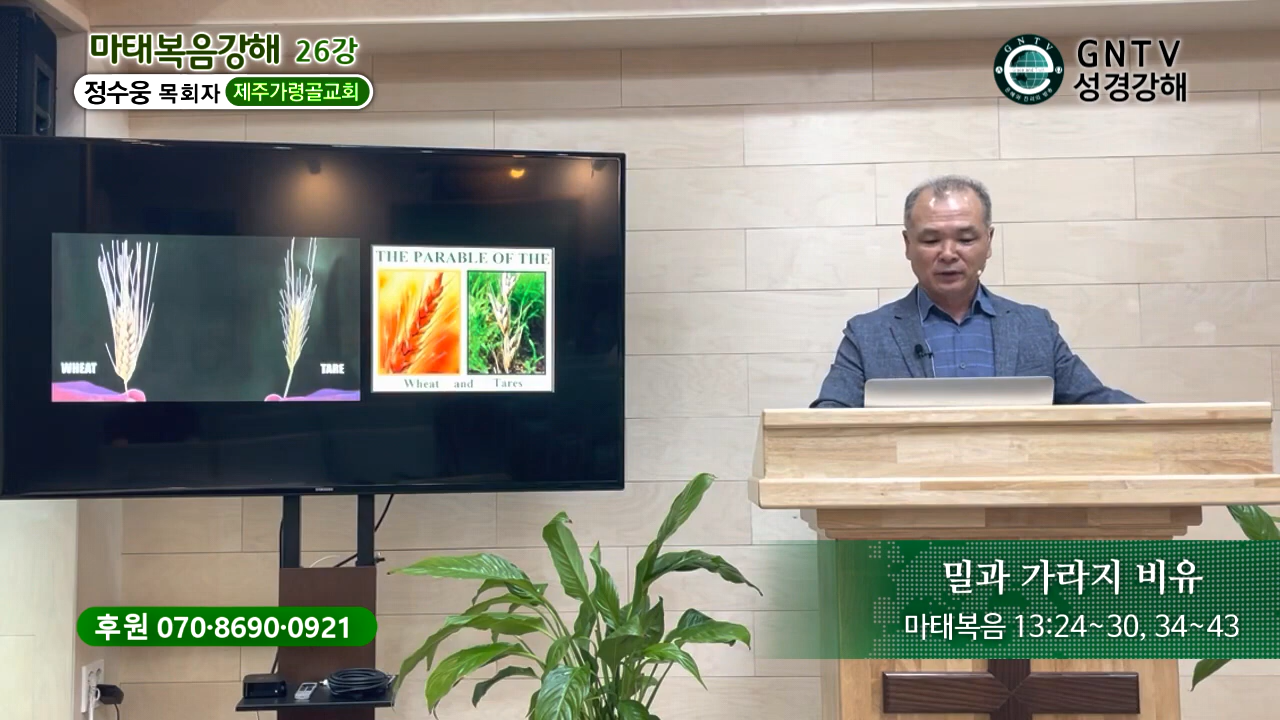 마태복음강해 26강
정수웅 목회자 제주가령골교회
GNTV
GNTV
성경강해
THE PARABLE OF THE
WHEAT
TARE
Wheat and Tares
밀과 가라지 비유
마태복음 13:24~30, 34~43
후원 070·8690·0921